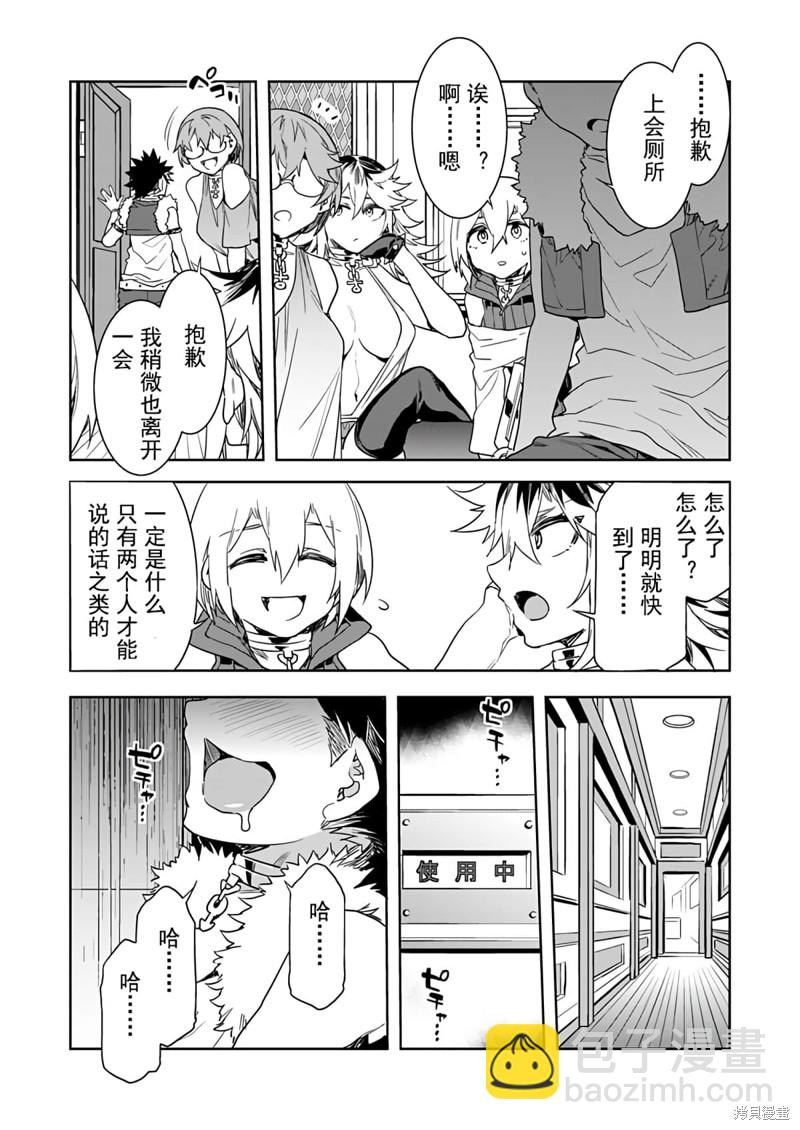 ……抱歉
上会厕所
诶……？
啊……嗯
ペコッ
抱歉
我稍微也离开
一会
怎么了
怎么了？
明明就快
到了……
一定是什么
只有两个人才能
说的话之类的
ピチャ…
使用中
ピチャ…
ピチャ…
哈……
哈……
哈……
包子漫畫
baozimh.com
拷貝漫畫